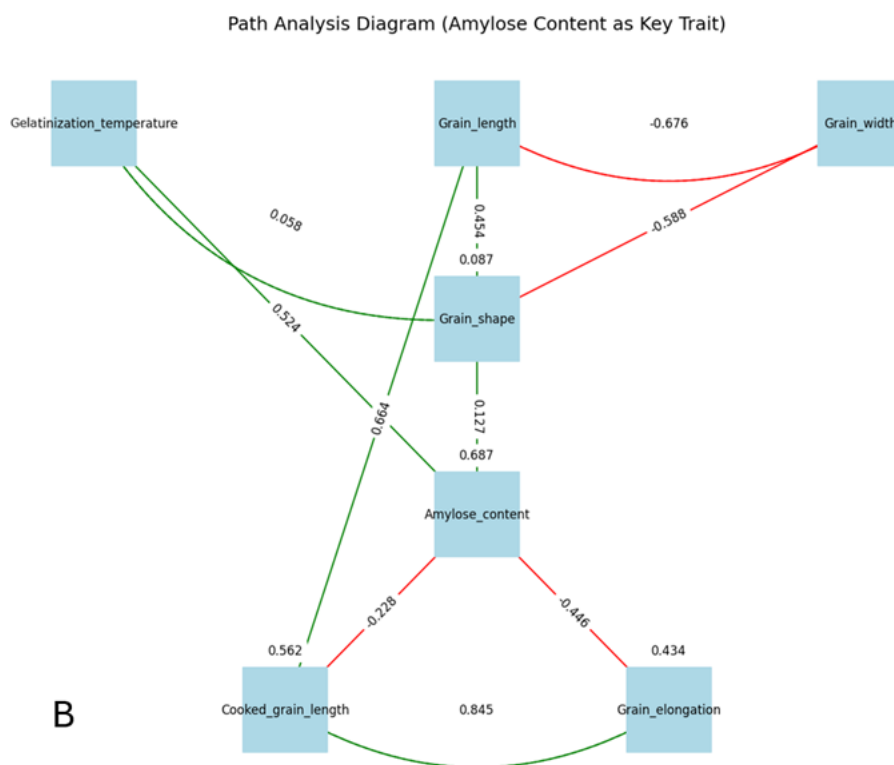 Path Analysis Diagram (Amylose Content as Key Trait)
Gelatinization_temperature
Grain_length
-0.676
Grain_width
0.058
0.454
-0.588
0.087
Grain_shape
0.524
0.664
0.127
0.687
Amylose_content
-0.228
-0.446
0.562
0.434
Cooked_grain_length
0.845
Grain_elongation
B